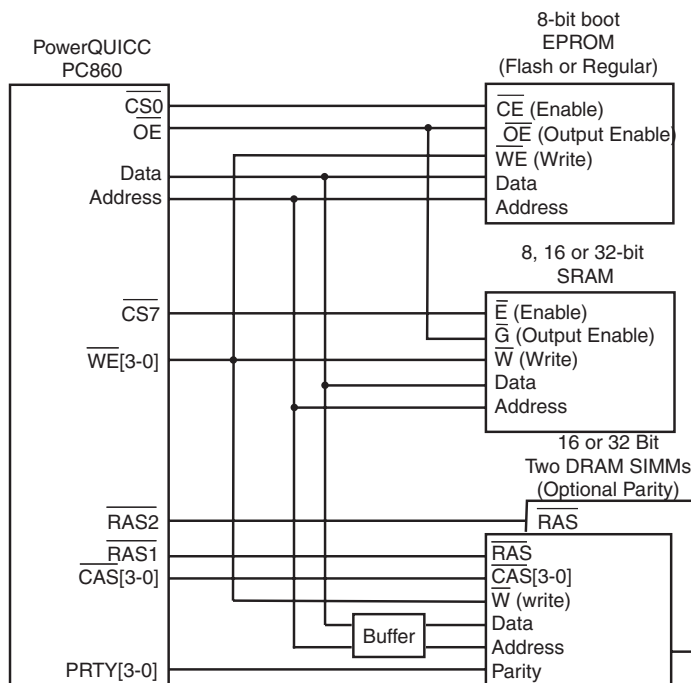 PowerQUICC
PC860
CS0
OE
Data
Address
CS7
WE[3-0]
RAS2
RAS1
CAS[3-0]
PRTY[3-0]
8-bit boot
EPROM
(Flash or Regular)
CE (Enable)
OE (Output Enable)
WE (Write)
Data
Address
8, 16 or 32-bit
SRAM
E (Enable)
G (Output Enable)
W (Write)
Data
Address
16 or 32 Bit
Two DRAM SIMMs
(Optional Parity)
RAS
RAS
CAS[3-0]
W (write)
Data
Address
Parity
Buffer